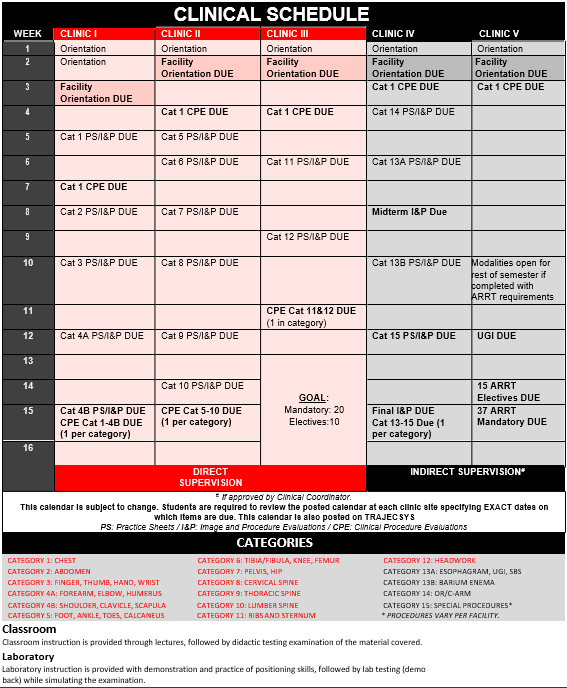 CLINICAL SCHEDULE
WEEK CLINIC I CLINIC II CLINIC III CLINIC IV CLINIC V
1 Orientation Orientation Orientation Orientation Orientation
2 Orientation Facility Facility Facility Facility
Orientation DUE Orientation DUE Orientation DUE Orientation DUE
3 Facility Cat 1 CPE DUE Cat 1 CPE DUE
Orientation DUE
4 Cat 1 CPE DUE Cat 1 CPE DUE Cat 14 PS/I&P DUE
5 Cat 1 PS/I&P DUE Cat 5 PS/I&P DUE
6 Cat 6 PS/I&P DUE Cat 11 PS/I&P DUE Cat 13A PS/I&P DUE
7 Cat 1 CPE DUE
8 Cat 2 PS/I&P DUE Cat 7 PS/I&P DUE Midterm I&P Due
9 Cat 12 PS/I&P DUE
10 Cat 3 PS/I&P DUE Cat 8 PS/I&P DUE Cat 13B PS/I&P DUE Modalities open for
rest of semester if
completed with
ARRT requirements
11 CPE Cat 11&12 DUE
(1 in category)
12 Cat 4A PS/I&P DUE Cat 9 PS/I&P DUE Cat 15 PS/I&P DUE UGI DUE
13
14 Cat 10 PS/I&P DUE 15 ARRT
Electives DUE
GOAL:
Mandatory: 20
Electives:10
15 Cat 4B PS/I&P DUE CPE Cat 5-10 DUE Final I&P DUE 37 ARRT
CPE Cat 1-4B DUE (1 per category) Cat 13-15 Due (1 Mandatory DUE
(1 per category) per category)
16
DIRECT INDIRECT SUPERVISION*
SUPERVISION
* If approved by Clinical Coordinator.
This calendar is subject to change. Students are required to review the posted calendar at each clinic site specifying EXACT dates on
which items are due. This calendar is also posted on TRAJECSYS
PS: Practice Sheets / I&P: Image and Procedure Evaluations / CPE: Clinical Procedure Evaluations
CATEGORIES
CATEGORY 1: CHEST CATEGORY 6: TIBIA/FIBULA, KNEE, FEMUR CATEGORY 12: HEADWORK
CATEGORY 2: ABDOMEN CATEGORY 7: PELVIS, HIP CATEGORY 13A: ESOPHAGRAM, UGI, SBS
CATEGORY 3: FINGER, THUMB, HAND, WRIST CATEGORY 8: CERVICAL SPINE CATEGORY 13B: BARIUM ENEMA
CATEGORY 4A: FOREARM, ELBOW, HUMERUS CATEGORY 9: THORACIC SPINE CATEGORY 14: OR/C-ARM
CATEGORY 4B: SHOULDER, CLAVICLE, SCAPULA CATEGORY 10: LUMBER SPINE CATEGORY 15: SPECIAL PROCEDURES*
CATEGORY 5: FOOT, ANKLE, TOES, CALCANEUS CATEGORY 11: RIBS AND STERNUM * PROCEDURES VARY PER FACILITY.
Classroom
Classroom instruction is provided through lectures, followed by didactic testing examination of the material covered.
Laboratory
Laboratory instruction is provided with demonstration and practice of positioning skills, followed by lab testing (demo
back) while simulating the examination.